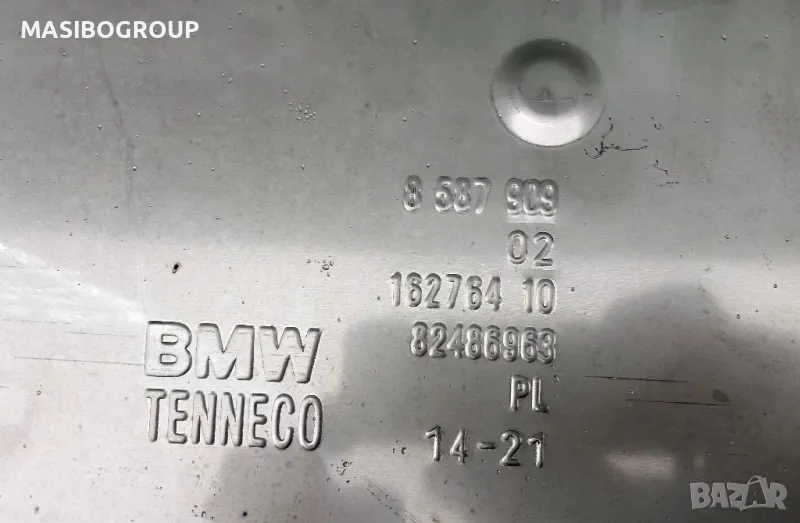 MASIBOGROUP
8 587 909
02
162764 10
82486963
BMW
PL
TENNECO
14-21
BAZAR